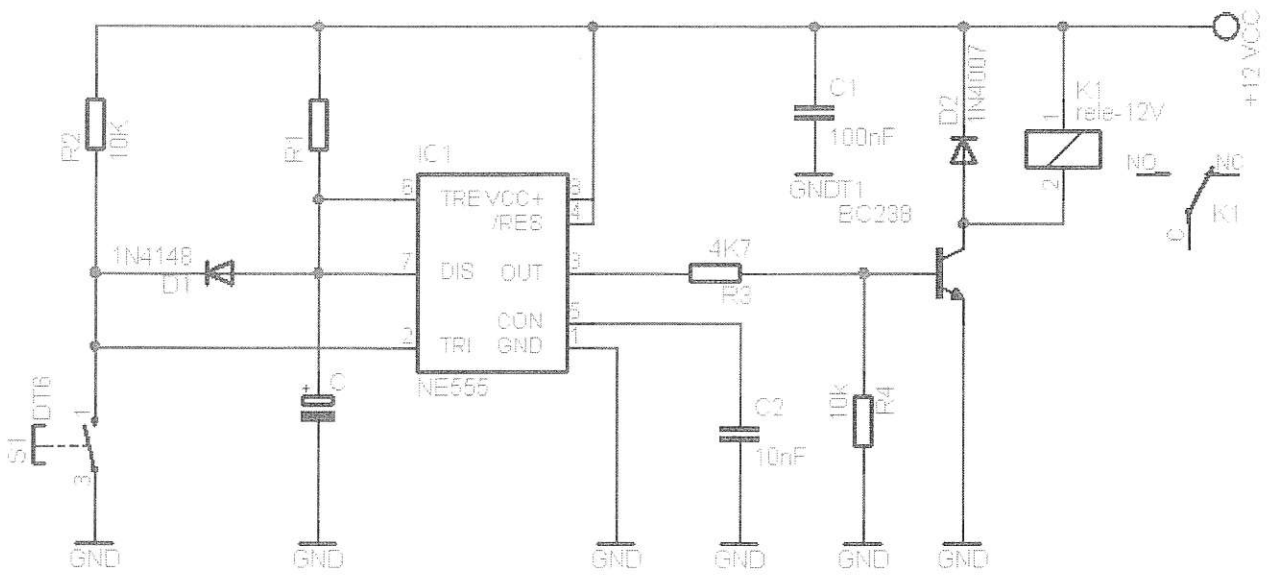 +12 VCC
R2
10K
R1
C1
100nF
GND
D2
1N4007
K1
rele-12V
1
2
NO
NC
C
K1
T1
BC238
IC1
6
TRE
VCC+
8
/RES
4
7
DIS
OUT
3
CON
5
2
TRI
GND
1
NE555
1N4148
D1
4K7
R3
+
C
C2
10nF
10K
R4
S1
DT6
1
3
GND
GND
GND
GND
GND
GND